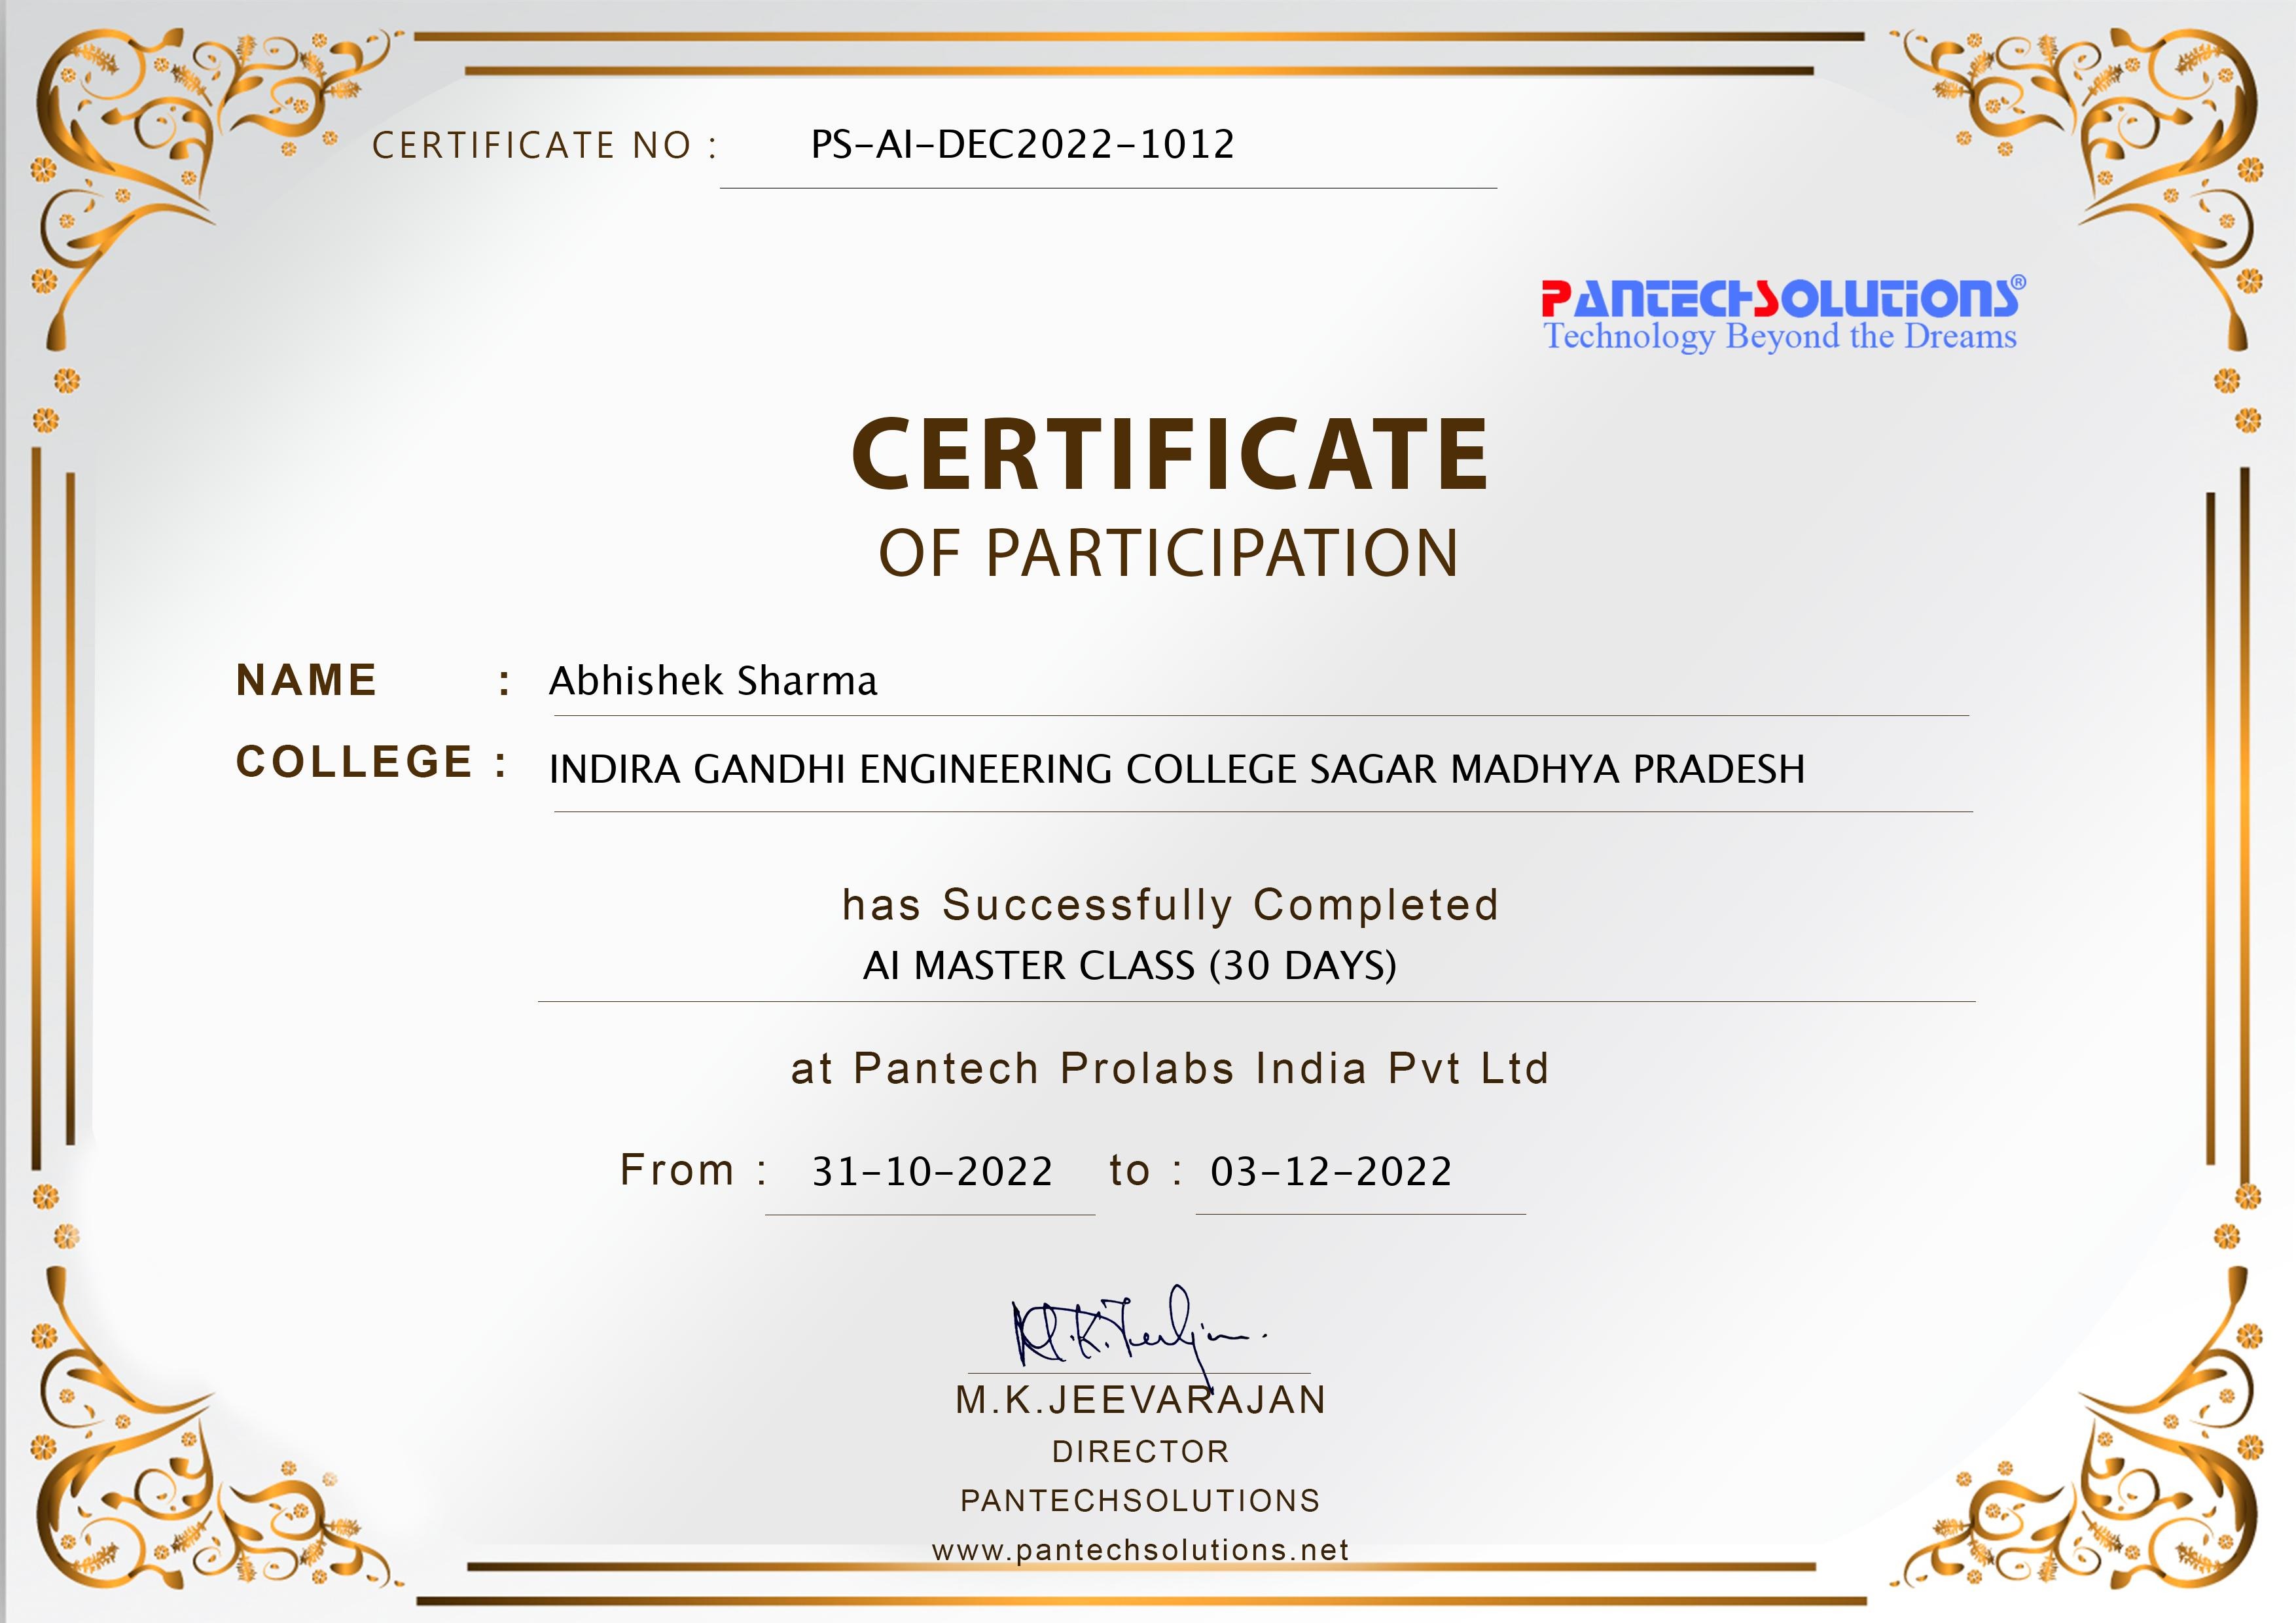 CERTIFICATE NO : PS-AI-DEC2022-1012
PANTECHSOLUTIONS®
Technology Beyond the Dreams
CERTIFICATE
OF PARTICIPATION
NAME : Abhishek Sharma
COLLEGE : INDIRA GANDHI ENGINEERING COLLEGE SAGAR MADHYA PRADESH
has Successfully Completed
AI MASTER CLASS (30 DAYS)
at Pantech Prolabs India Pvt Ltd
From : 31-10-2022 to : 03-12-2022
M.K.JEEVARAJAN
DIRECTOR
PANTECHSOLUTIONS
www.pantechsolutions.net